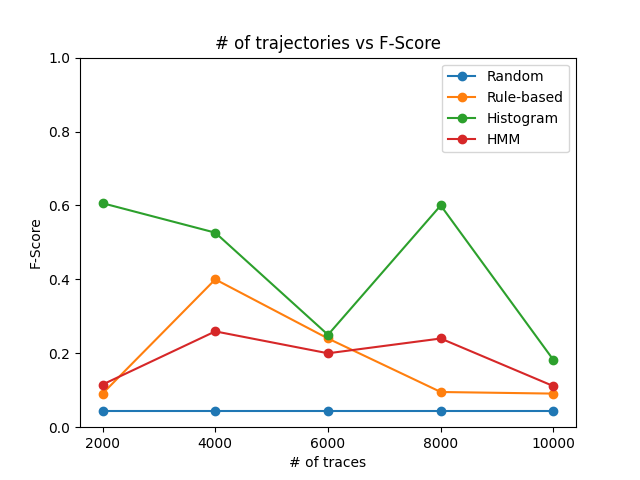 # of trajectories vs F-Score
1.0
0.8
0.6
0.4
0.2
0.0
F-Score
Random
Rule-based
Histogram
HMM
2000 4000 6000 8000 10000
# of traces